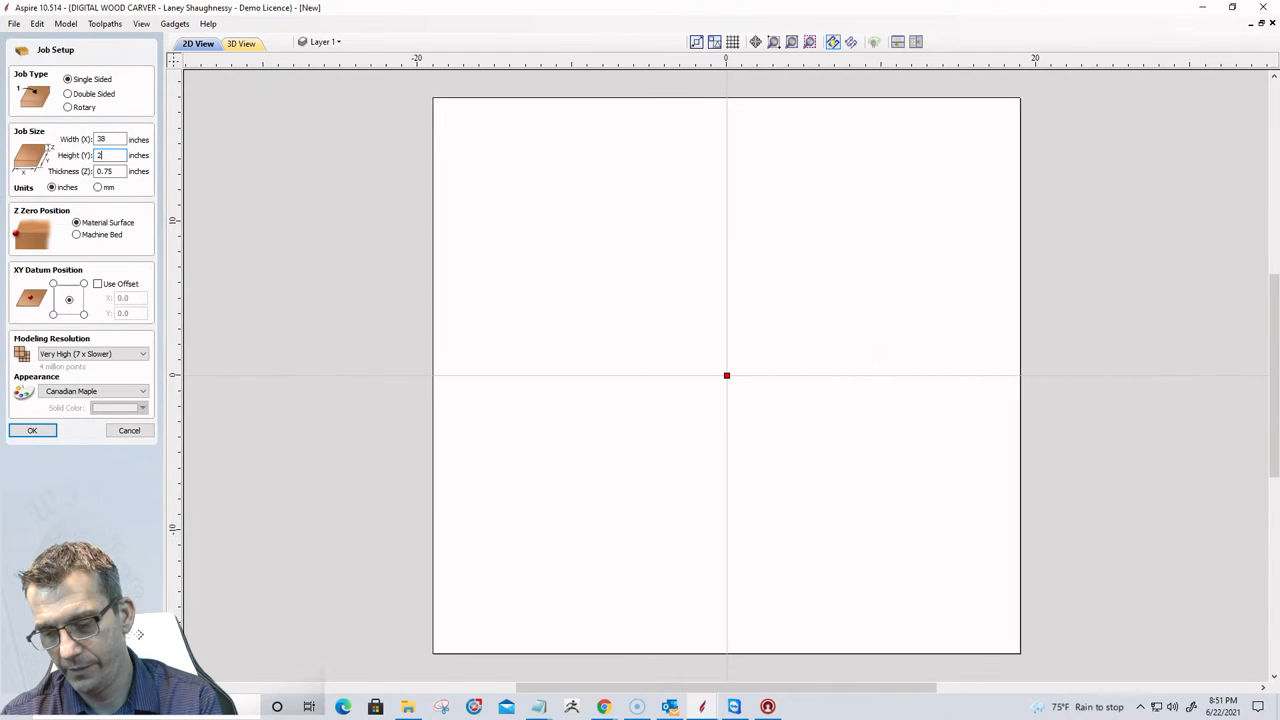 Aspire 10.514 - (DIGITAL WOOD CARVER - Laney Shaughnessy - Demo Licence) - [New]
File Edit Model Toolpaths View Gadgets Help
Job Setup
2D View 3D View Layer 1
-20 0 20
Job Type
Single Sided
1
Double Sided
Rotary
Job Size
Width (X): 38 inches
Height (Y): 2 inches
Thickness (Z): 0.75 inches
Z
Y
X
Units inches mm
Z Zero Position
Material Surface
Machine Bed
10
XY Datum Position
Use Offset
X: 0.0
Y: 0.0
Modeling Resolution
Very High (7 x Slower)
4 million points
0
Appearance
Canadian Maple
Solid Color:
OK Cancel
-10
75°F Rain to stop
8:51 PM
6/22/2021